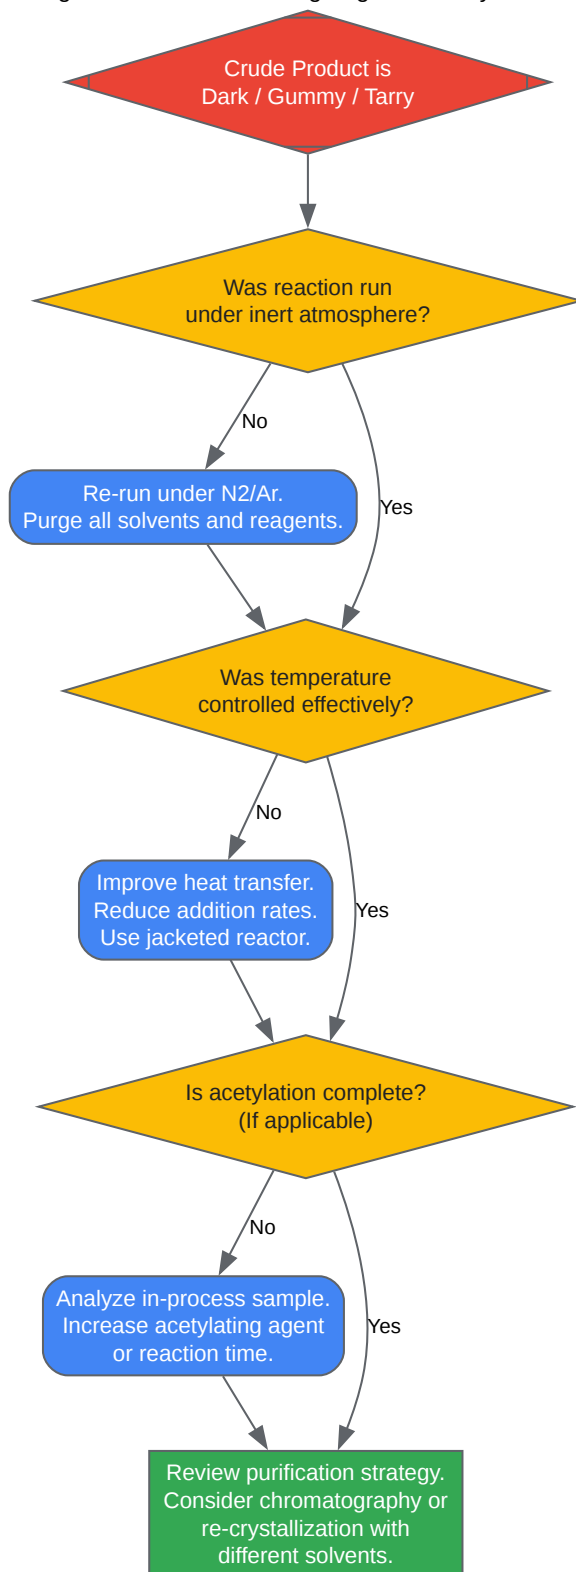 Crude Product is
Dark / Gummy / Tarry
Was reaction run
under inert atmosphere?
No
Yes
Re-run under N2/Ar.
Purge all solvents and reagents.
Was temperature
controlled effectively?
No
Yes
Improve heat transfer.
Reduce addition rates.
Use jacketed reactor.
Is acetylation complete?
(If applicable)
No
Yes
Analyze in-process sample.
Increase acetylating agent
or reaction time.
Review purification strategy.
Consider chromatography or
re-crystallization with
different solvents.